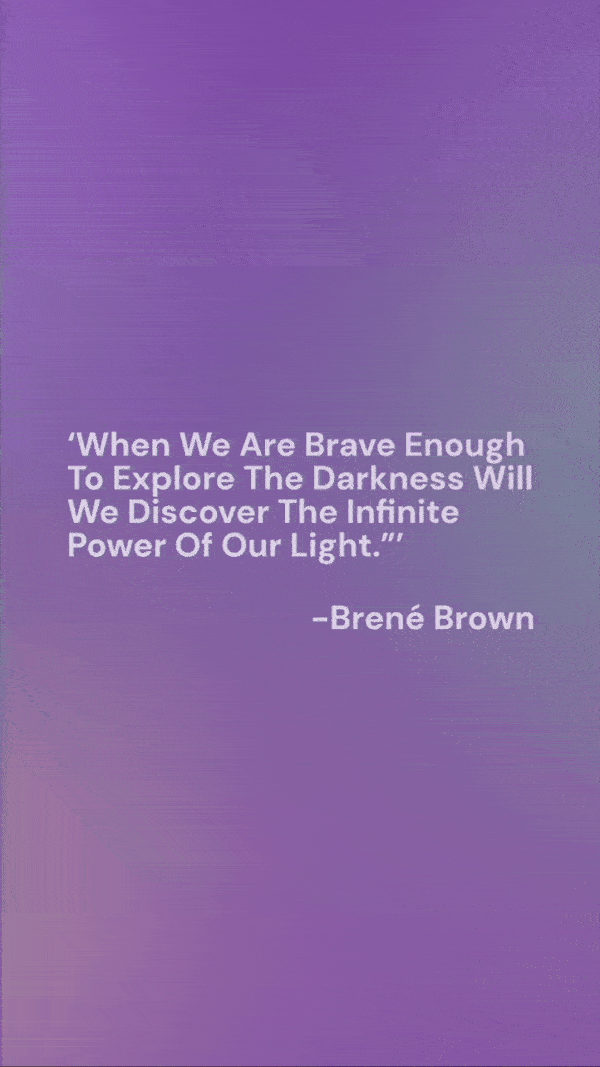 ‘When We Are Brave Enough
To Explore The Darkness Will
We Discover The Infinite
Power Of Our Light.”’
–Brené Brown